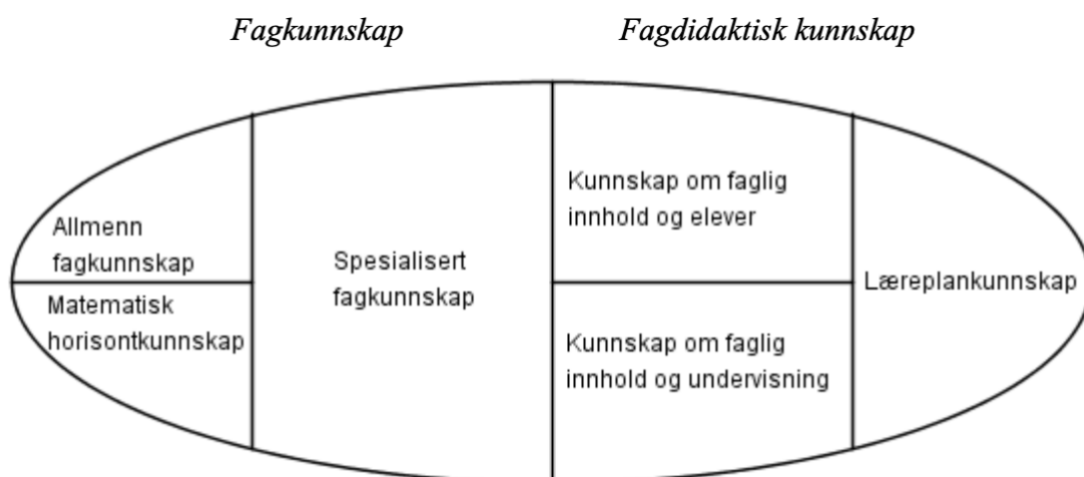 Fagkunnskap
Fagdidaktisk kunnskap
Allmenn
fagkunnskap
Matematisk
horisontkunnskap
Spesialisert
fagkunnskap
Kunnskap om faglig
innhold og elever
Kunnskap om faglig
innhold og undervisning
Læreplankunnskap